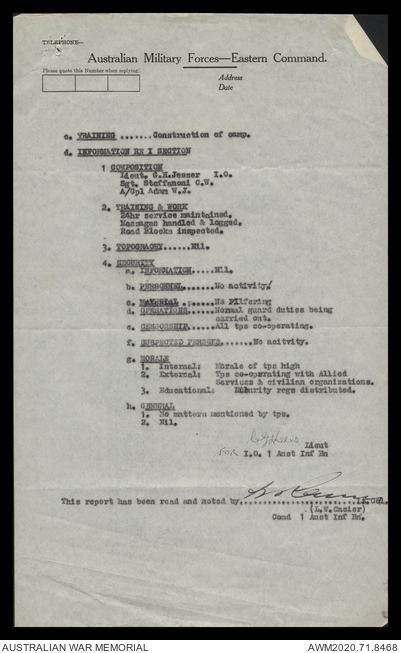 TELEPHONE—
Australian Military Forces—Eastern Command.
Please quote this Number when replying.
Address
Date
c. TRAINING .......Construction of camp.
d. INFORMATION RE I SECTION
1 COMPOSITION
Lieut. G.H.Jesser I.O.
Sgt. Steffanoni C.W.
A/Cpl Adam W.J.
2. TRAINING & WORK
24hr service maintained.
Messages handled & logged.
Road Blocks inspected.
3. TOPOGRAPHY......Nil.
4. SECURITY
a. INFORMATION.....Nil.
b. PERSONNEL......No activity.
c. MATERIAL ......No Pilfering
d. OPERATIONS.....Normal guard duties being
carried out.
e. CENSORSHIP.....All tps co-operating.
f. SUSPECTED PERSONS......No acitvity.
g. MORALE
1. Internal: Morale of tps high
2. External: Tps co-operating with Allied
Services & civilian organizations.
3. Educational: Security regs distributed.
h. GENERAL
1. No matters mentioned by tps.
2. Nil.
Lieut
FOR I.O. 1 Aust Inf Bn
This report has been read and noted by......................Lt.Col.
(L.W.Casier)
Comd 1 Aust Inf Bn.
AUSTRALIAN WAR MEMORIAL
AWM2020.71.8468